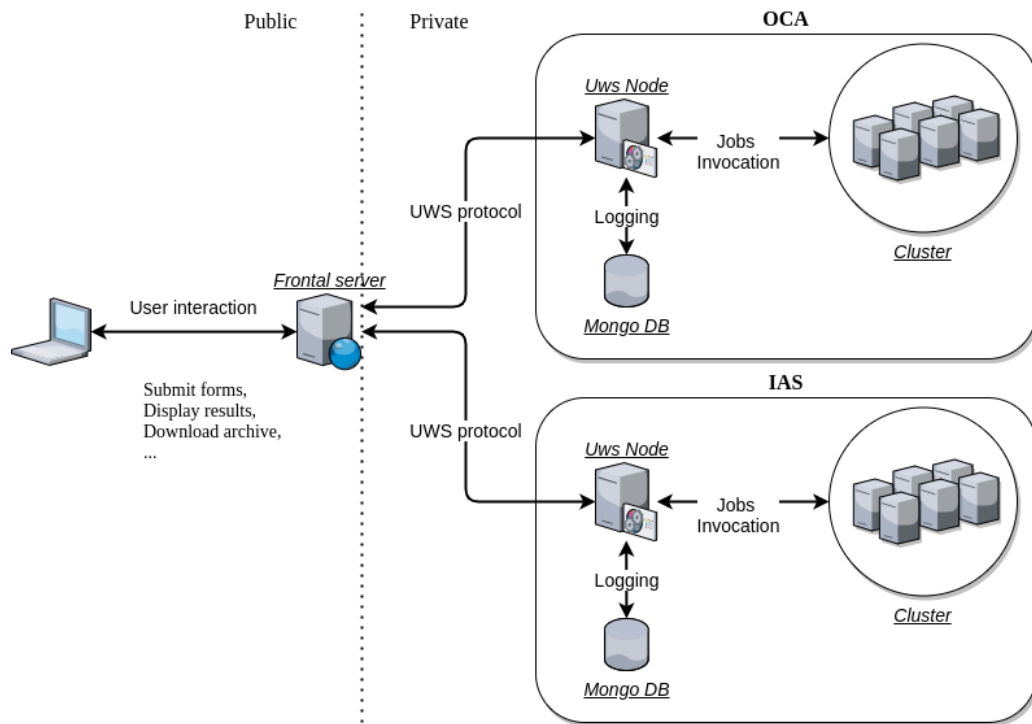 Public
Private
OCA
Uws Node
Jobs
Invocation
UWS protocol
Logging
Cluster
Frontal server
Mongo DB
User interaction
Submit forms,
Display results,
Download archive,
...
IAS
UWS protocol
Uws Node
Jobs
Invocation
Logging
Cluster
Mongo DB